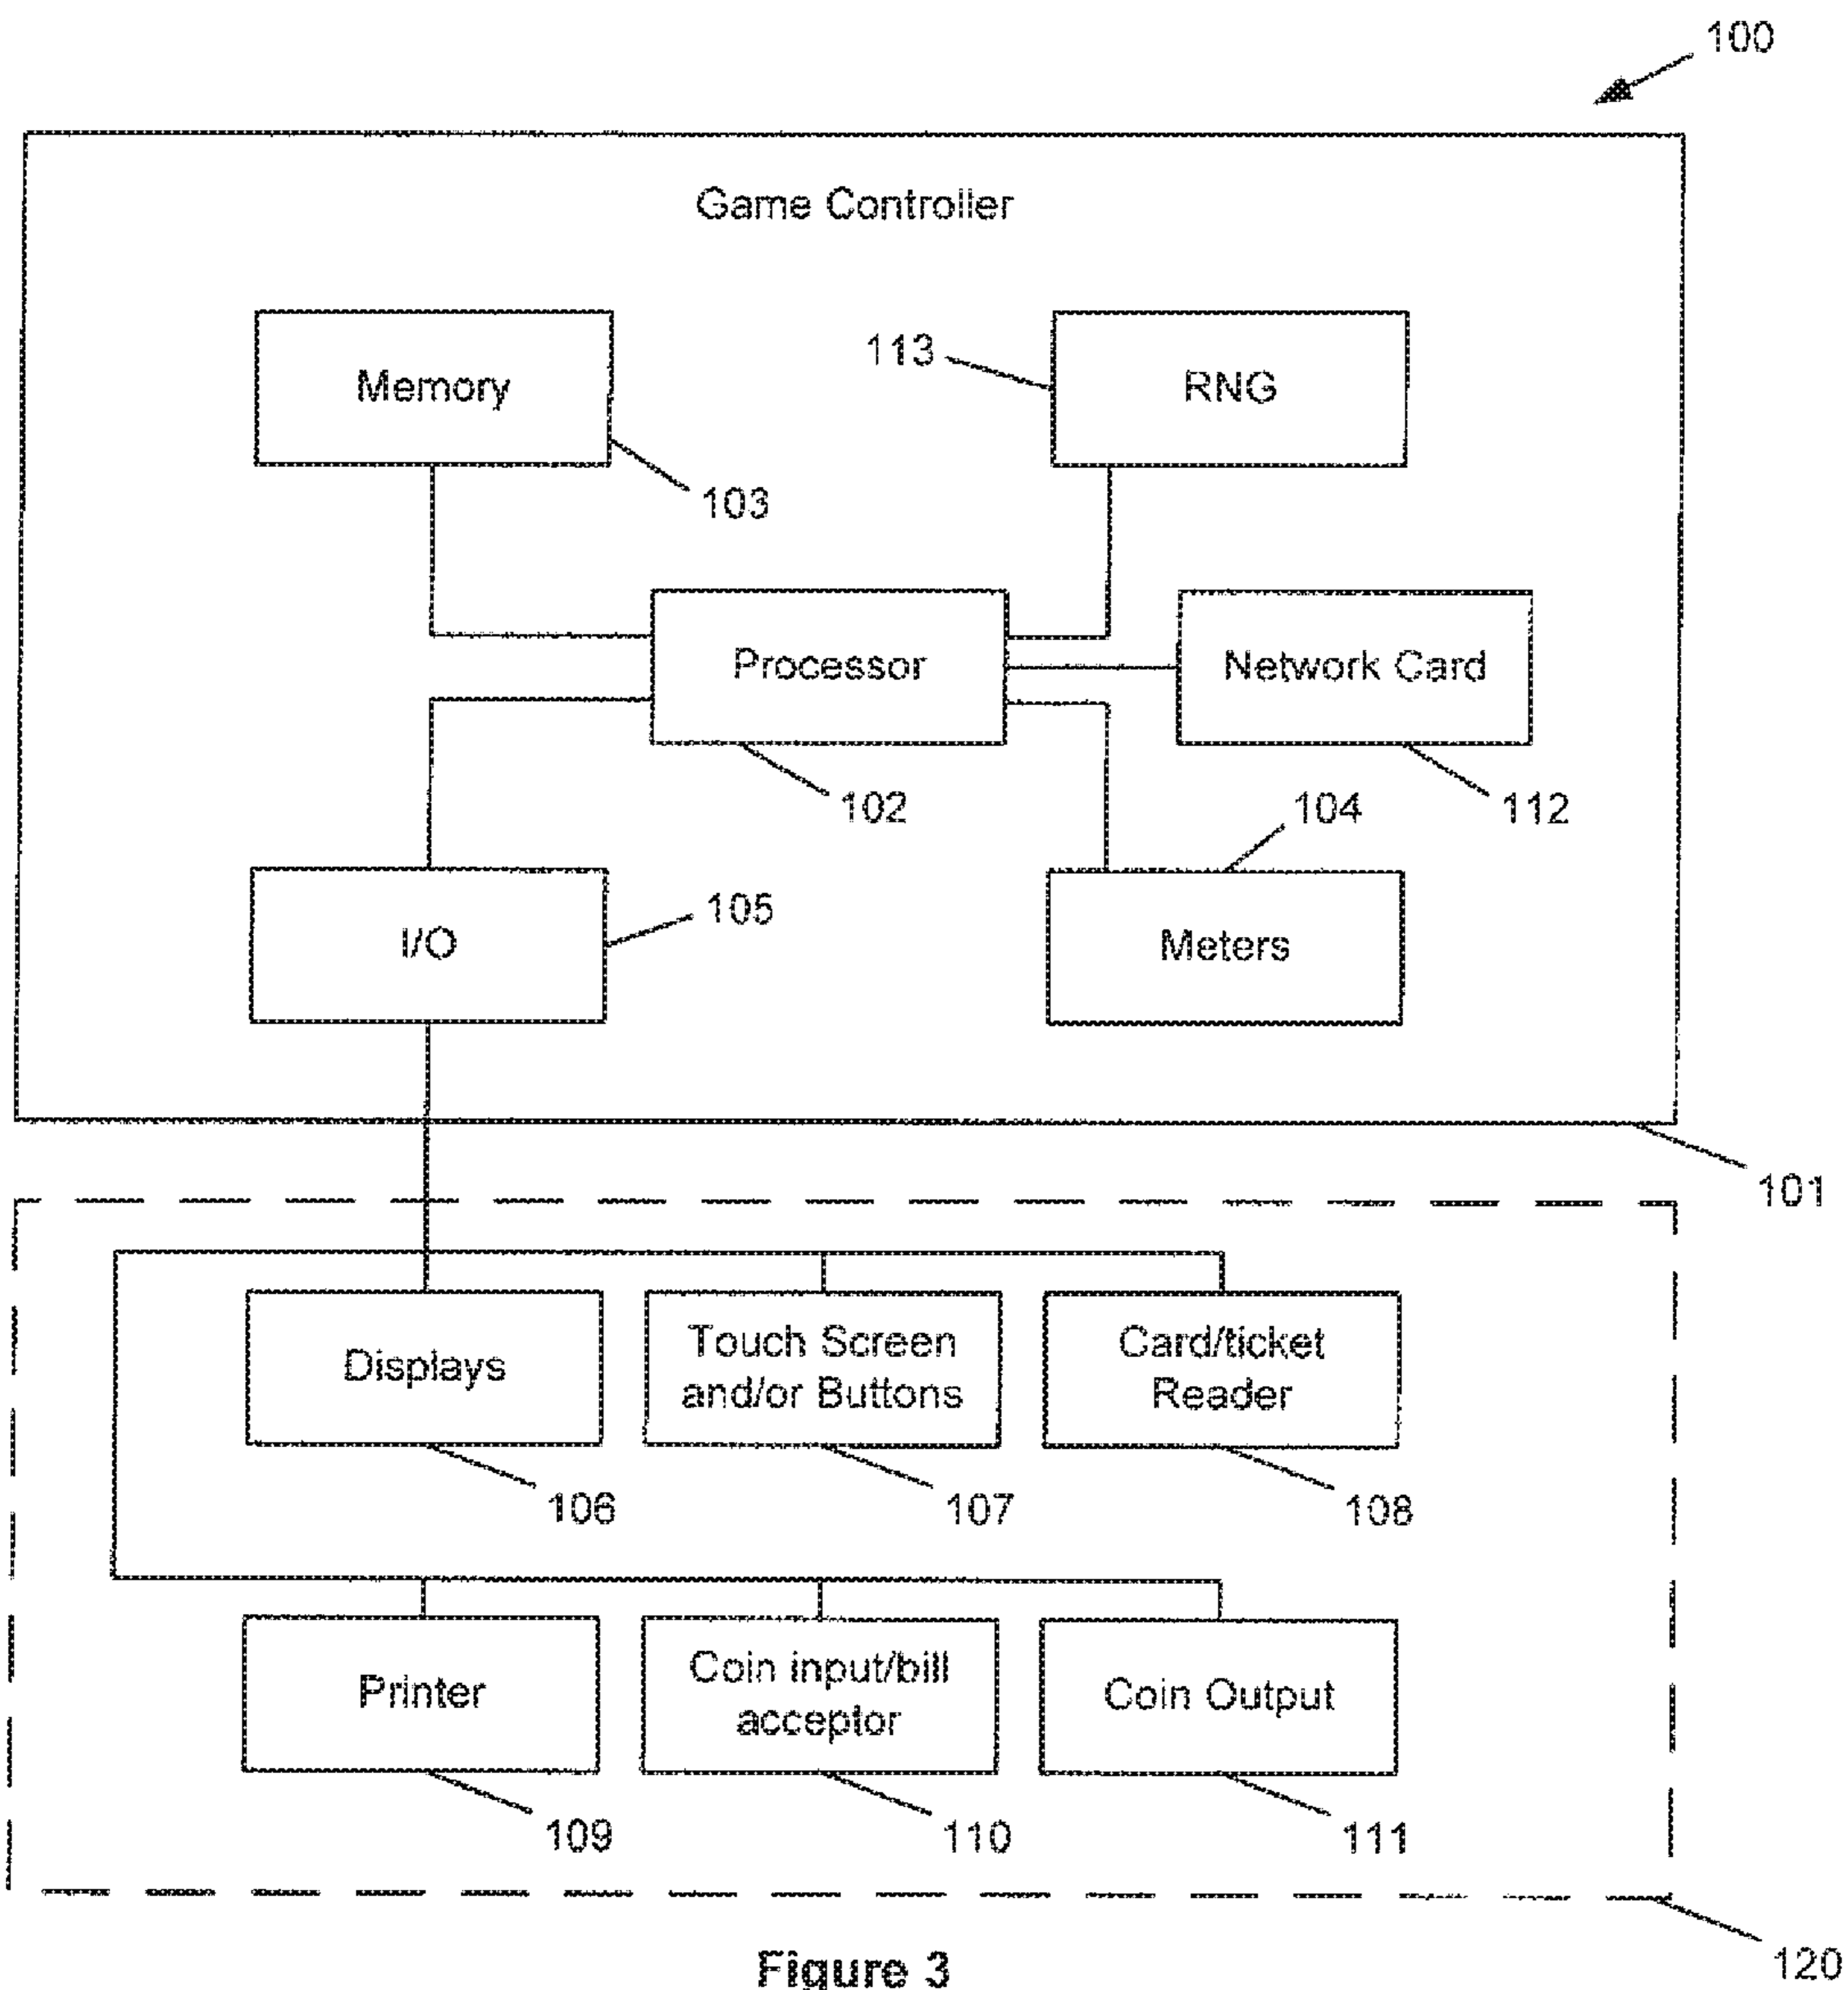 100
Game Controller
Memory
113
RNG
103
Processor
Network Card
102
104
112
I/O
105
Meters
101
Displays
Touch Screen
and/or Buttons
Card/ticket
Reader
106
107
108
Printer
Coin input/bill
acceptor
Coin Output
109
110
111
120
Figure 3